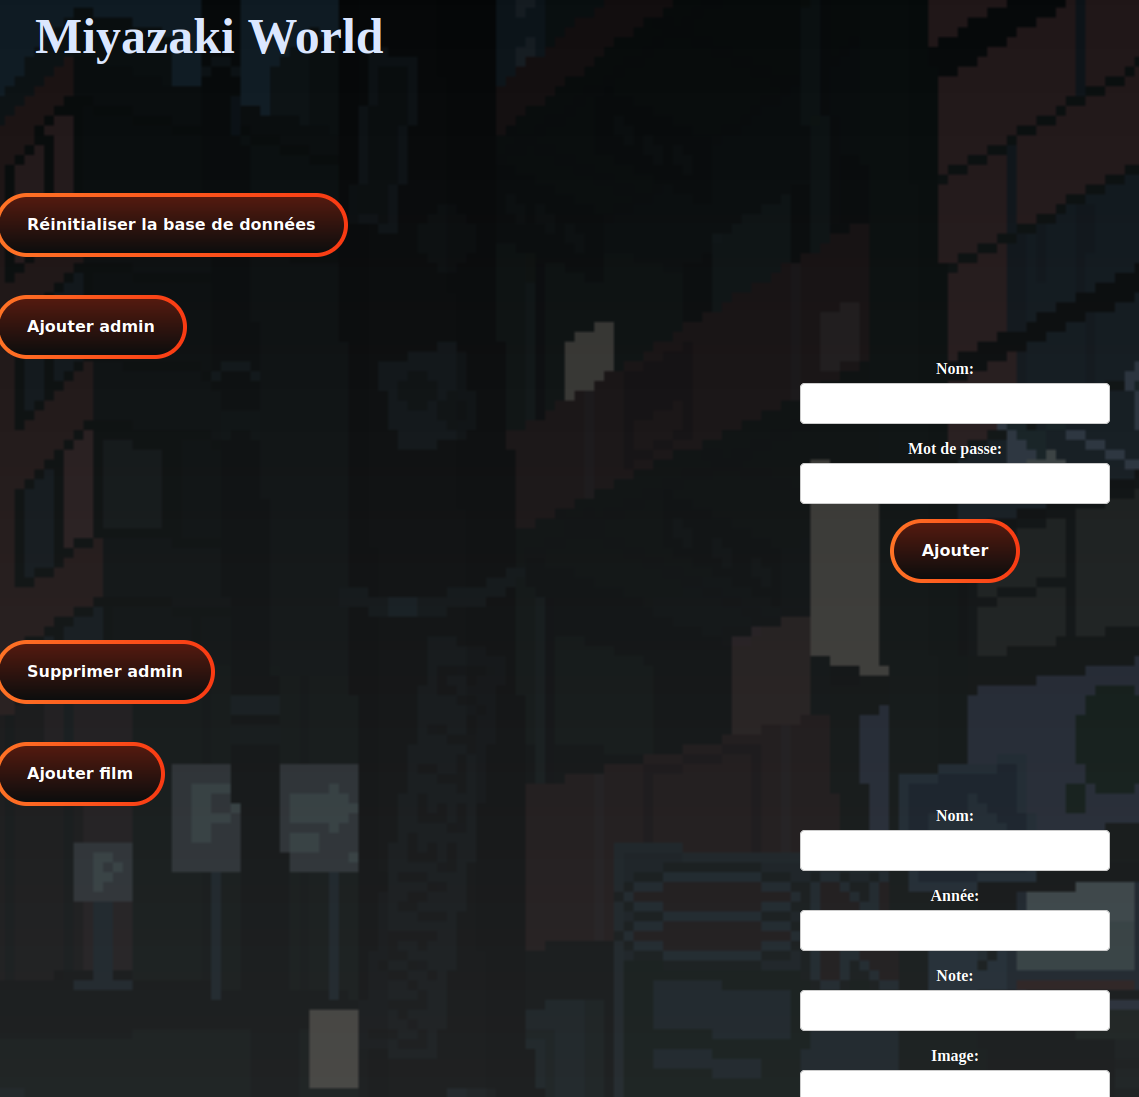 Miyazaki World
Réinitialiser la base de données
Ajouter admin
Nom:
Mot de passe:
Ajouter
Supprimer admin
Ajouter film
Nom:
Année:
Note:
Image: